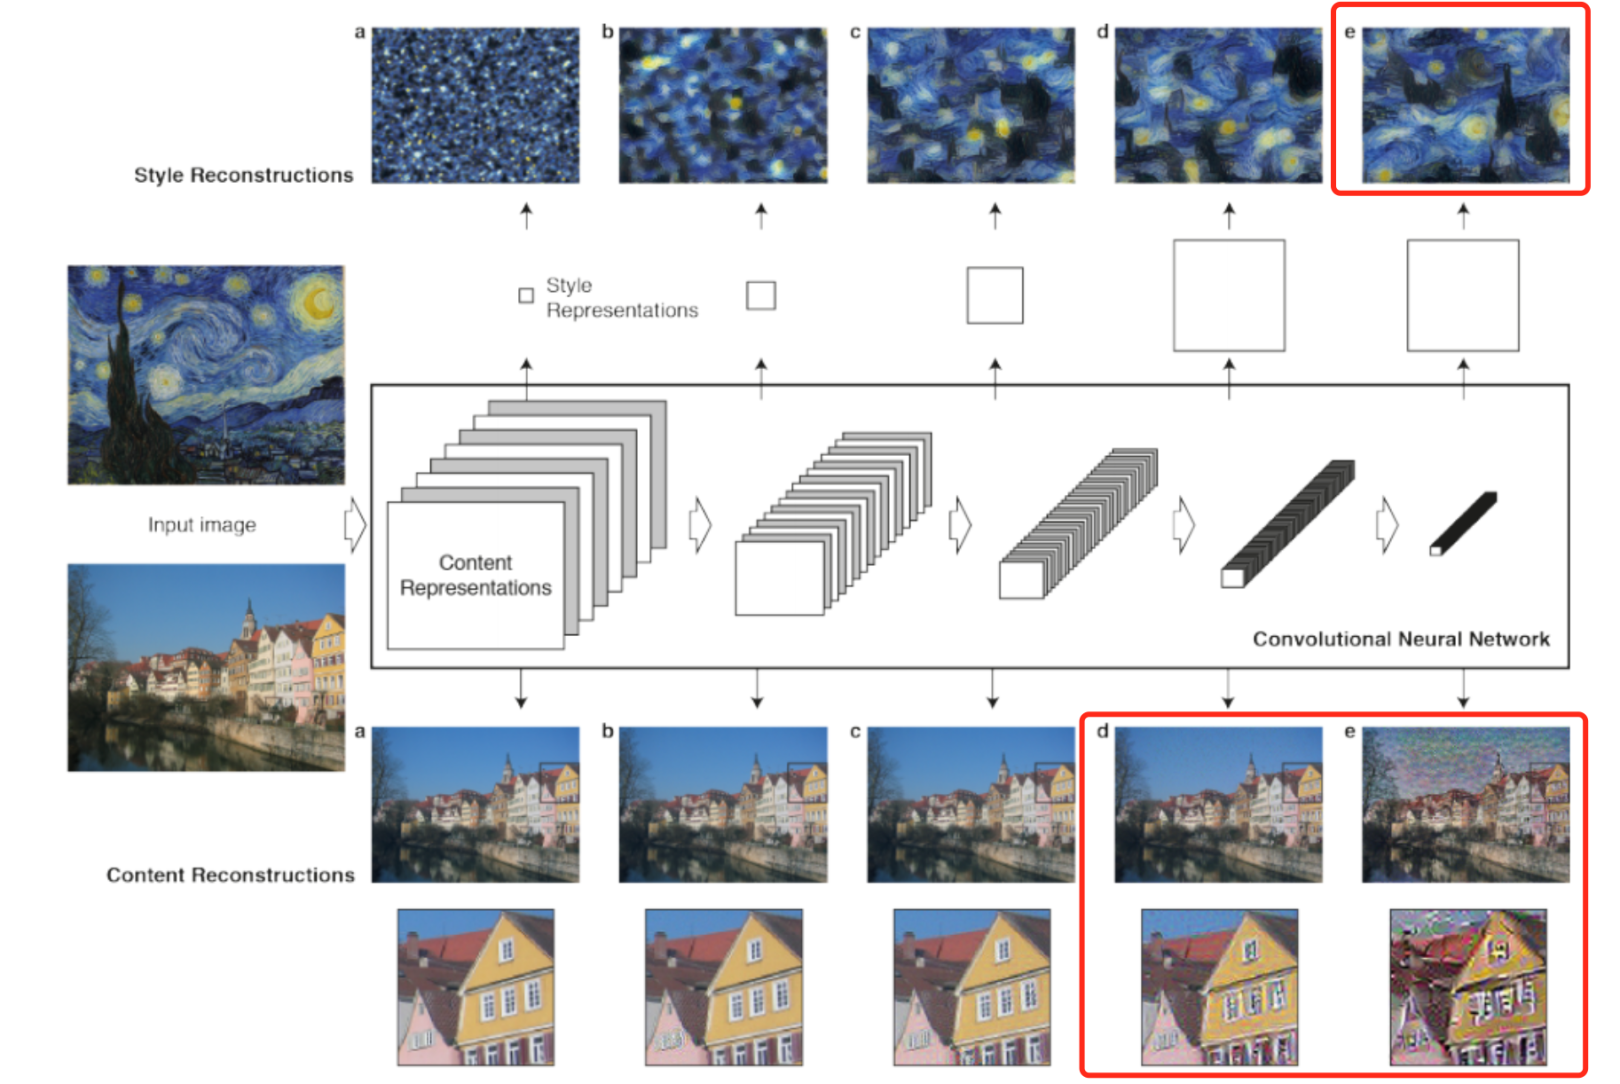 a
b
c
d
e
Style Reconstructions
Style
Representations
Input image
Content
Representations
Convolutional Neural Network
a
b
c
d
e
Content Reconstructions